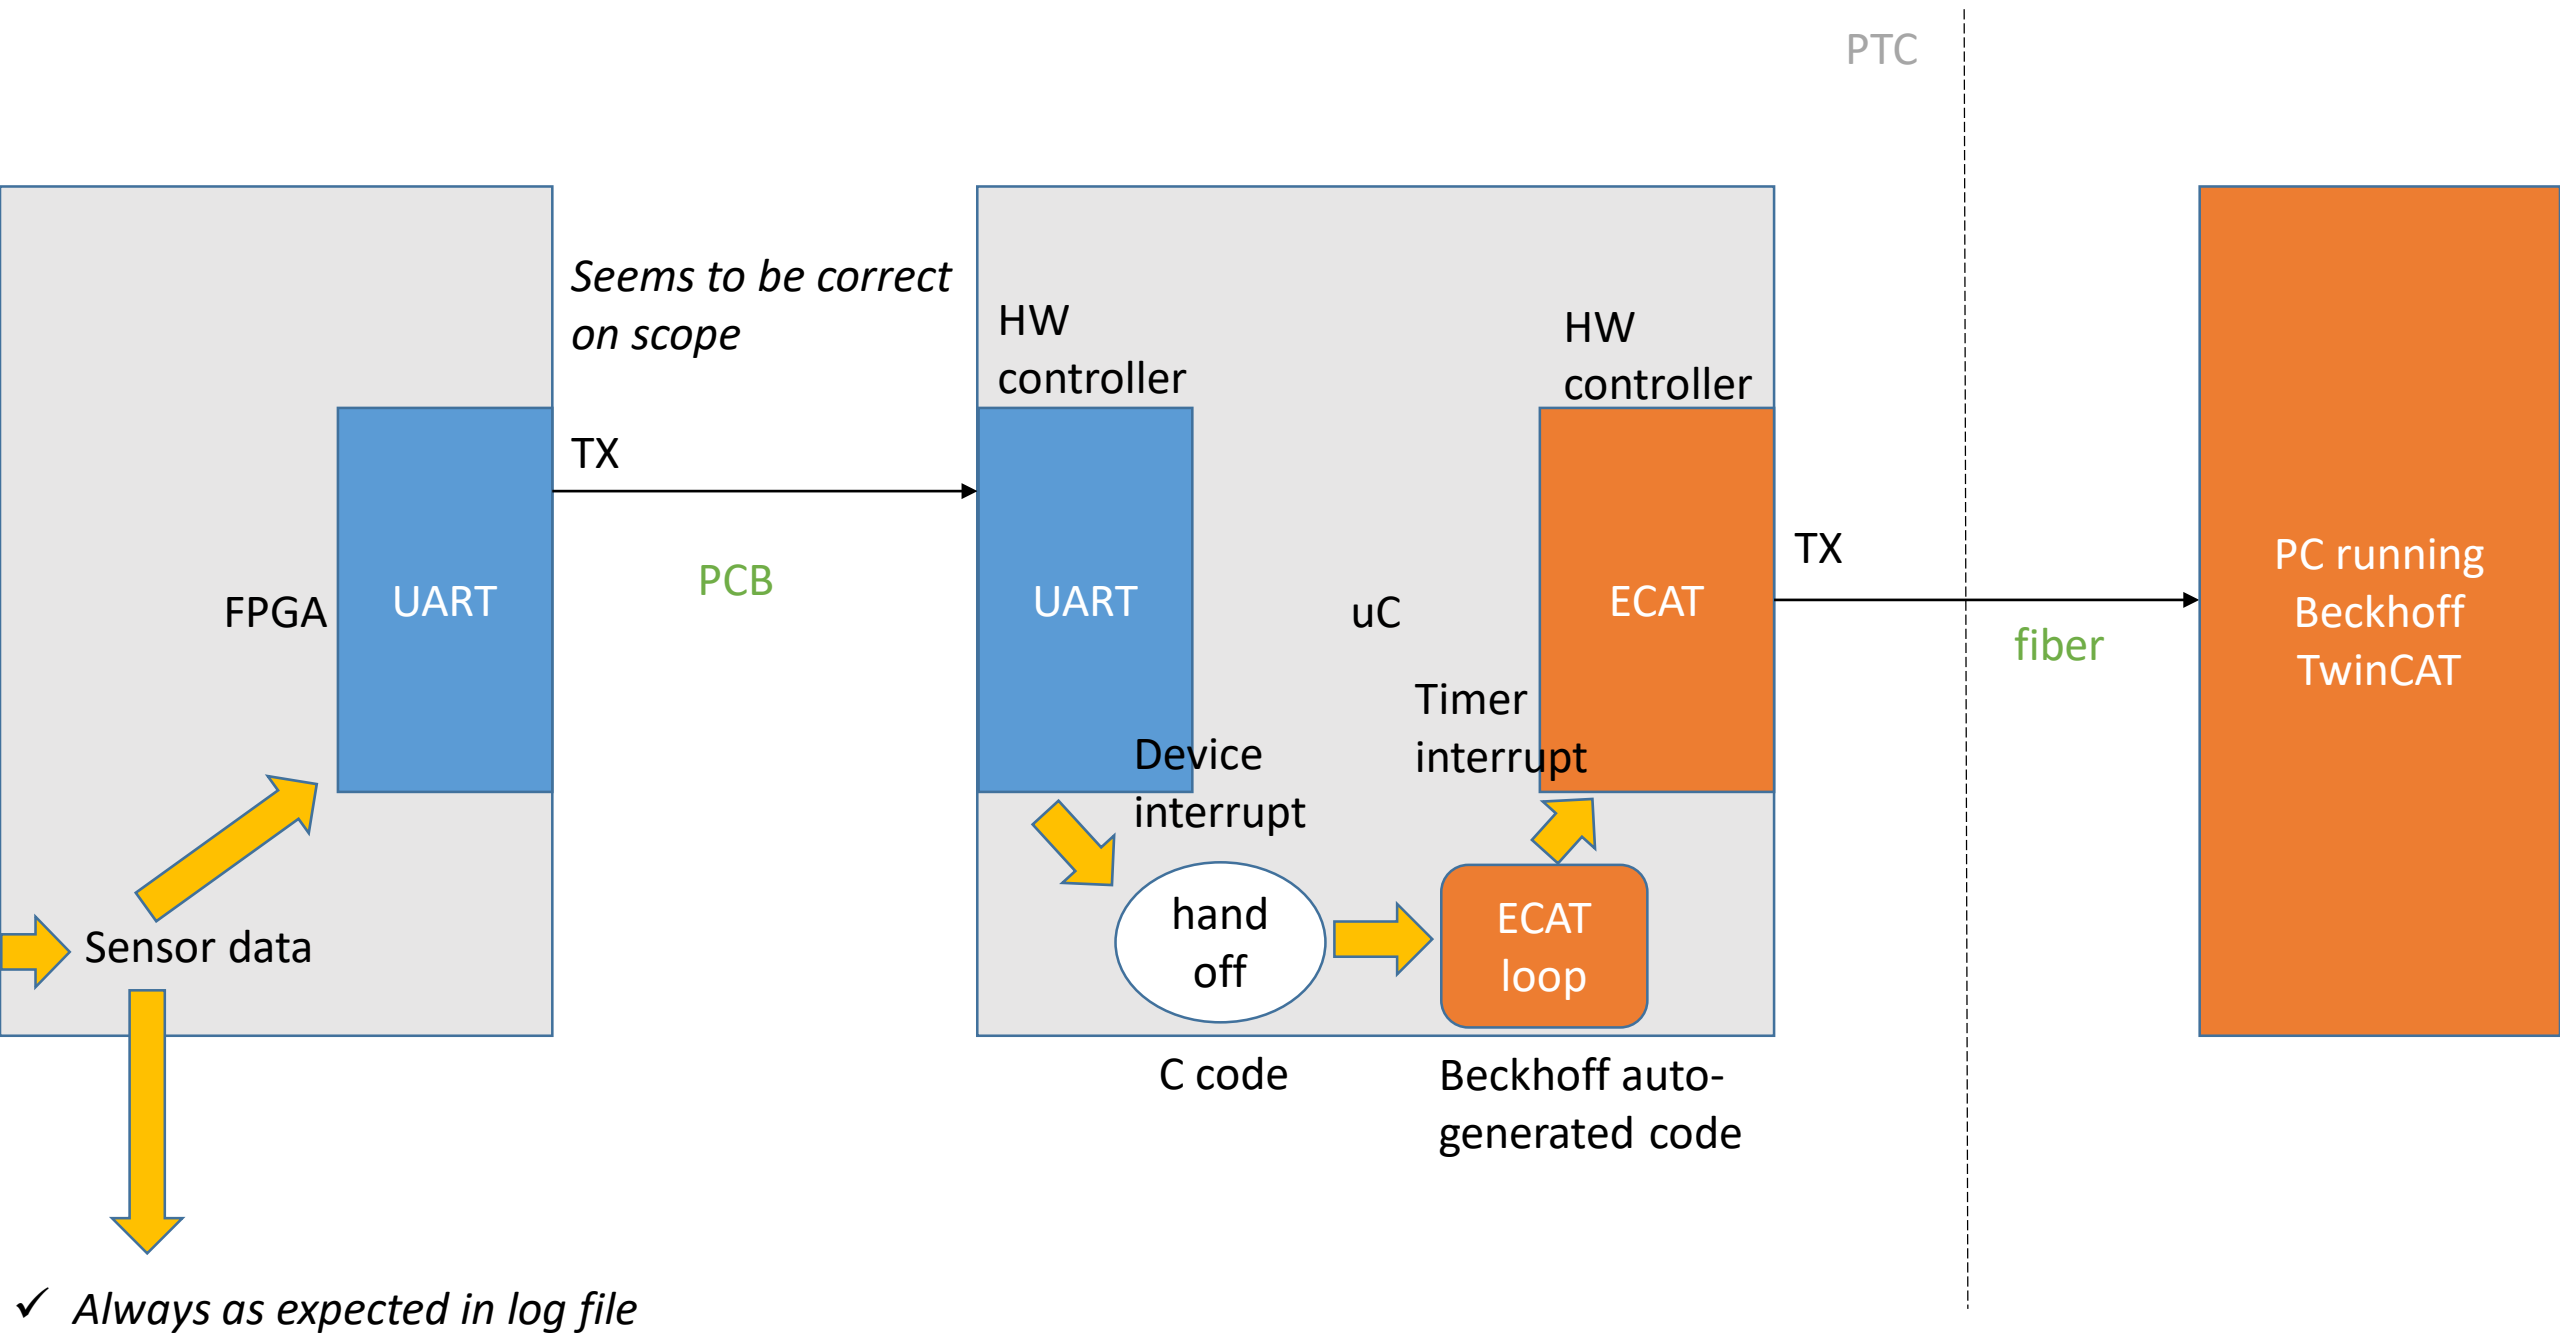 PTC
Seems to be correct
on scope
HW
controller
HW
controller
TX
TX
FPGA
UART
PCB
UART
uC
ECAT
fiber
PC running
Beckhoff
TwinCAT
Timer
interrupt
Device
interrupt
Sensor data
hand
off
ECAT
loop
C code
Beckhoff auto-
generated code
✓ Always as expected in log file